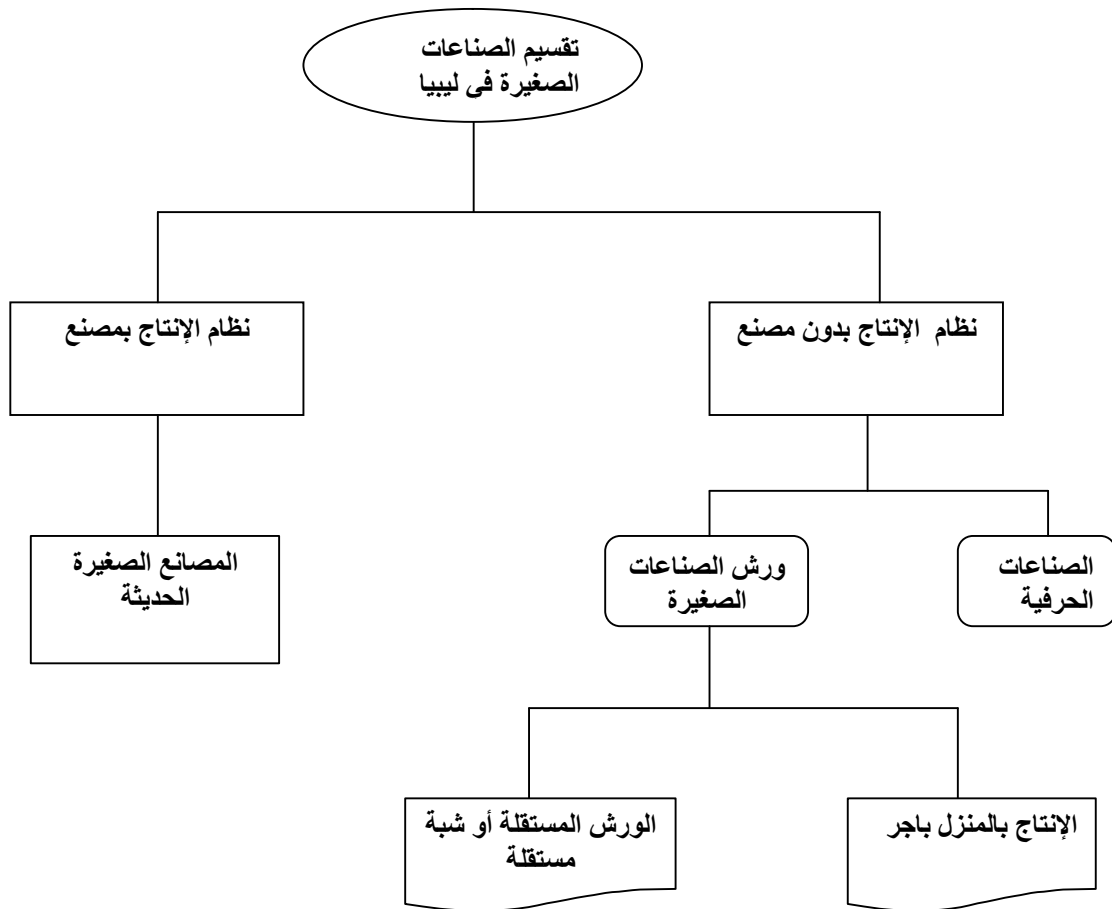 تقسيم الصناعات
الصغيرة فى ليبيا
نظام الإنتاج بدون مصنع
نظام الإنتاج بمصنع
الصناعات
الحرفية
ورش الصناعات
الصغيرة
المصانع الصغيرة
الحديثة
الإنتاج بالمنزل باجر
الورش المستقلة أو شبة
مستقلة